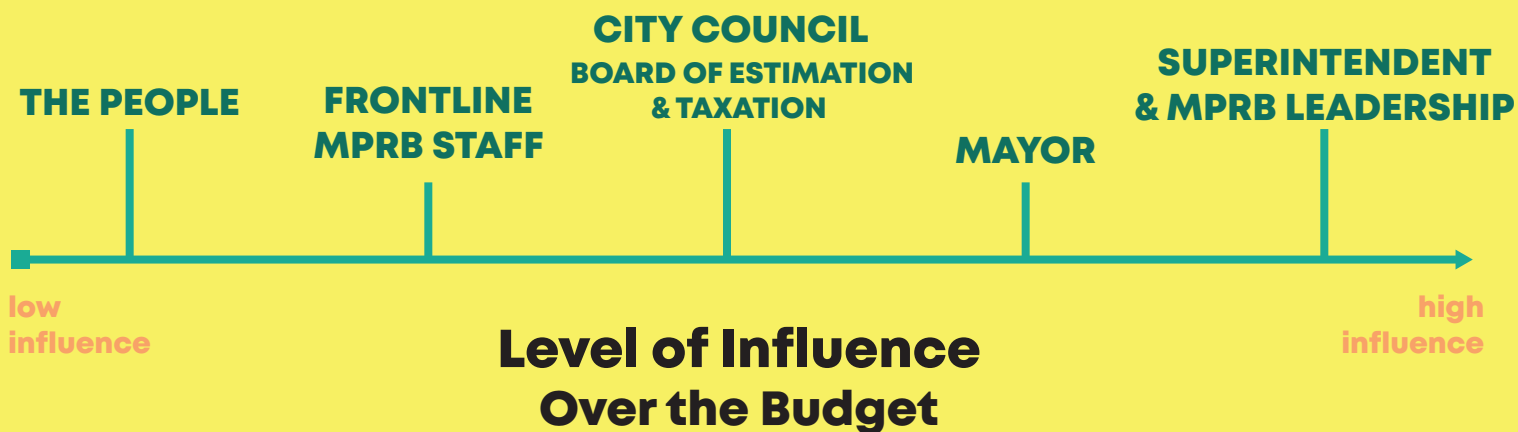 THE PEOPLE
FRONTLINE
MPRB STAFF
CITY COUNCIL
BOARD OF ESTIMATION
& TAXATION
MAYOR
SUPERINTENDENT
& MPRB LEADERSHIP
low
influence
high
influence
Level of Influence
Over the Budget